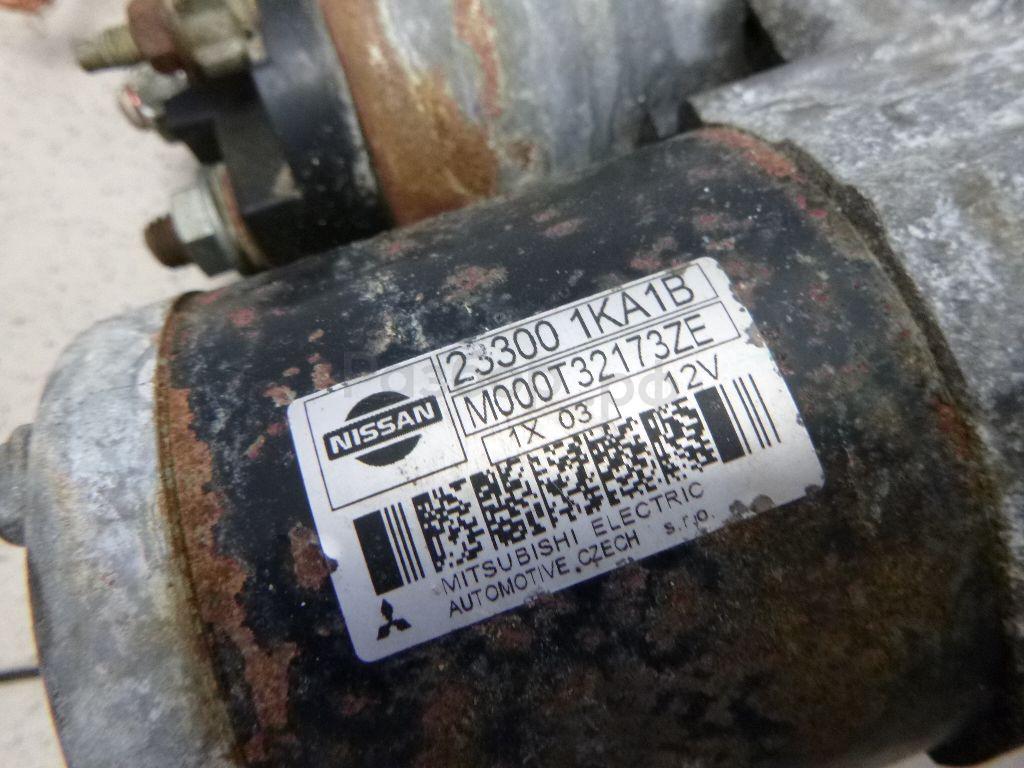 NISSAN
23300 1KA1B
M000T32173ZE
1X 03
12V
MITSUBISHI ELECTRIC
AUTOMOTIVE CZECH s.r.o.